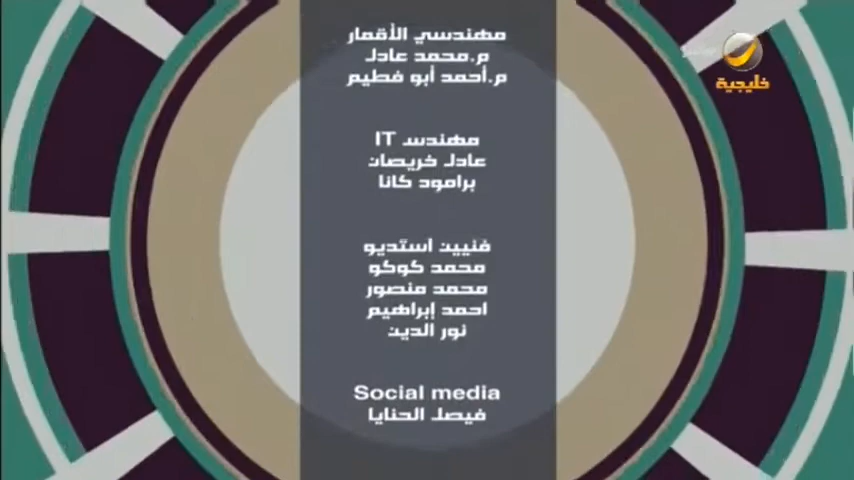 مهندسي الأقمار
م.محمد عادل
م.أحمد أبو فطيم
مهندس IT
عادل خريصان
برامود كانا
فنيين استديو
محمد كوكو
محمد منصور
احمد إبراهيم
نور الدين
Social media
فيصل الحنايا
خليجية